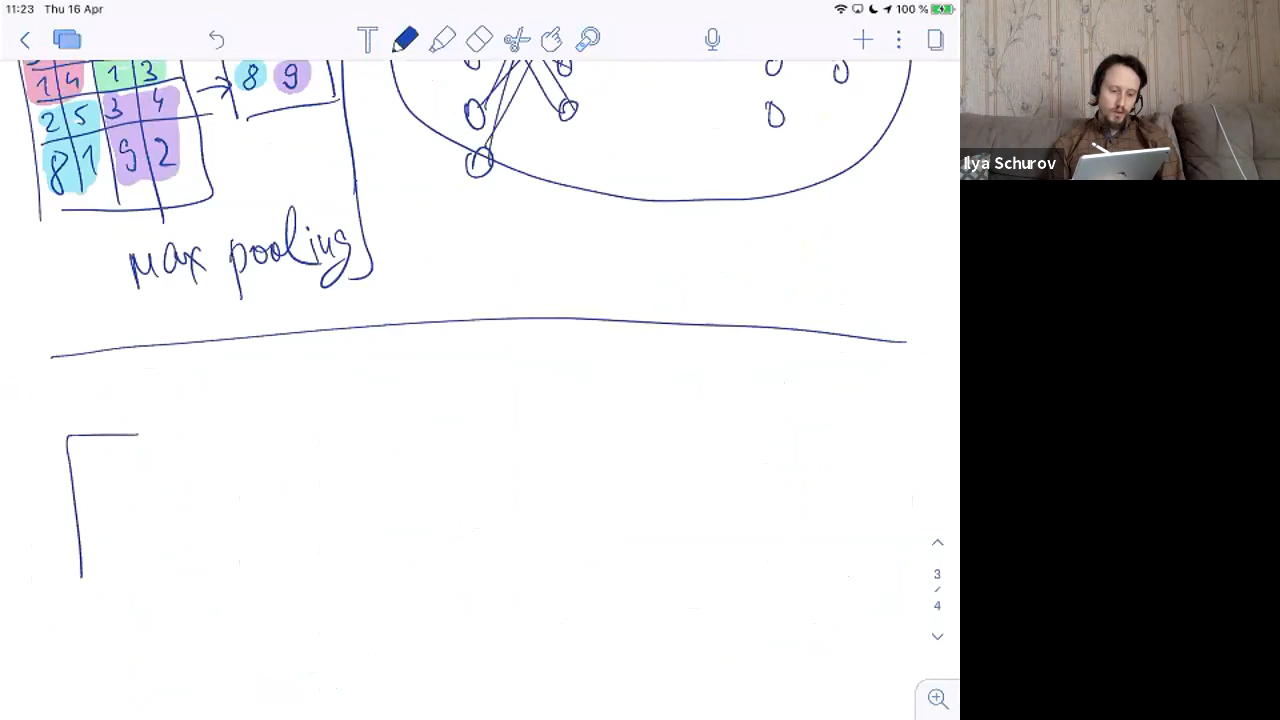 11:23 Thu 16 Apr 100 %
T
1 4 1 3 8 9
2 5 3 4
8 1 9 2
max pooling
Ilya Schurov
3
4